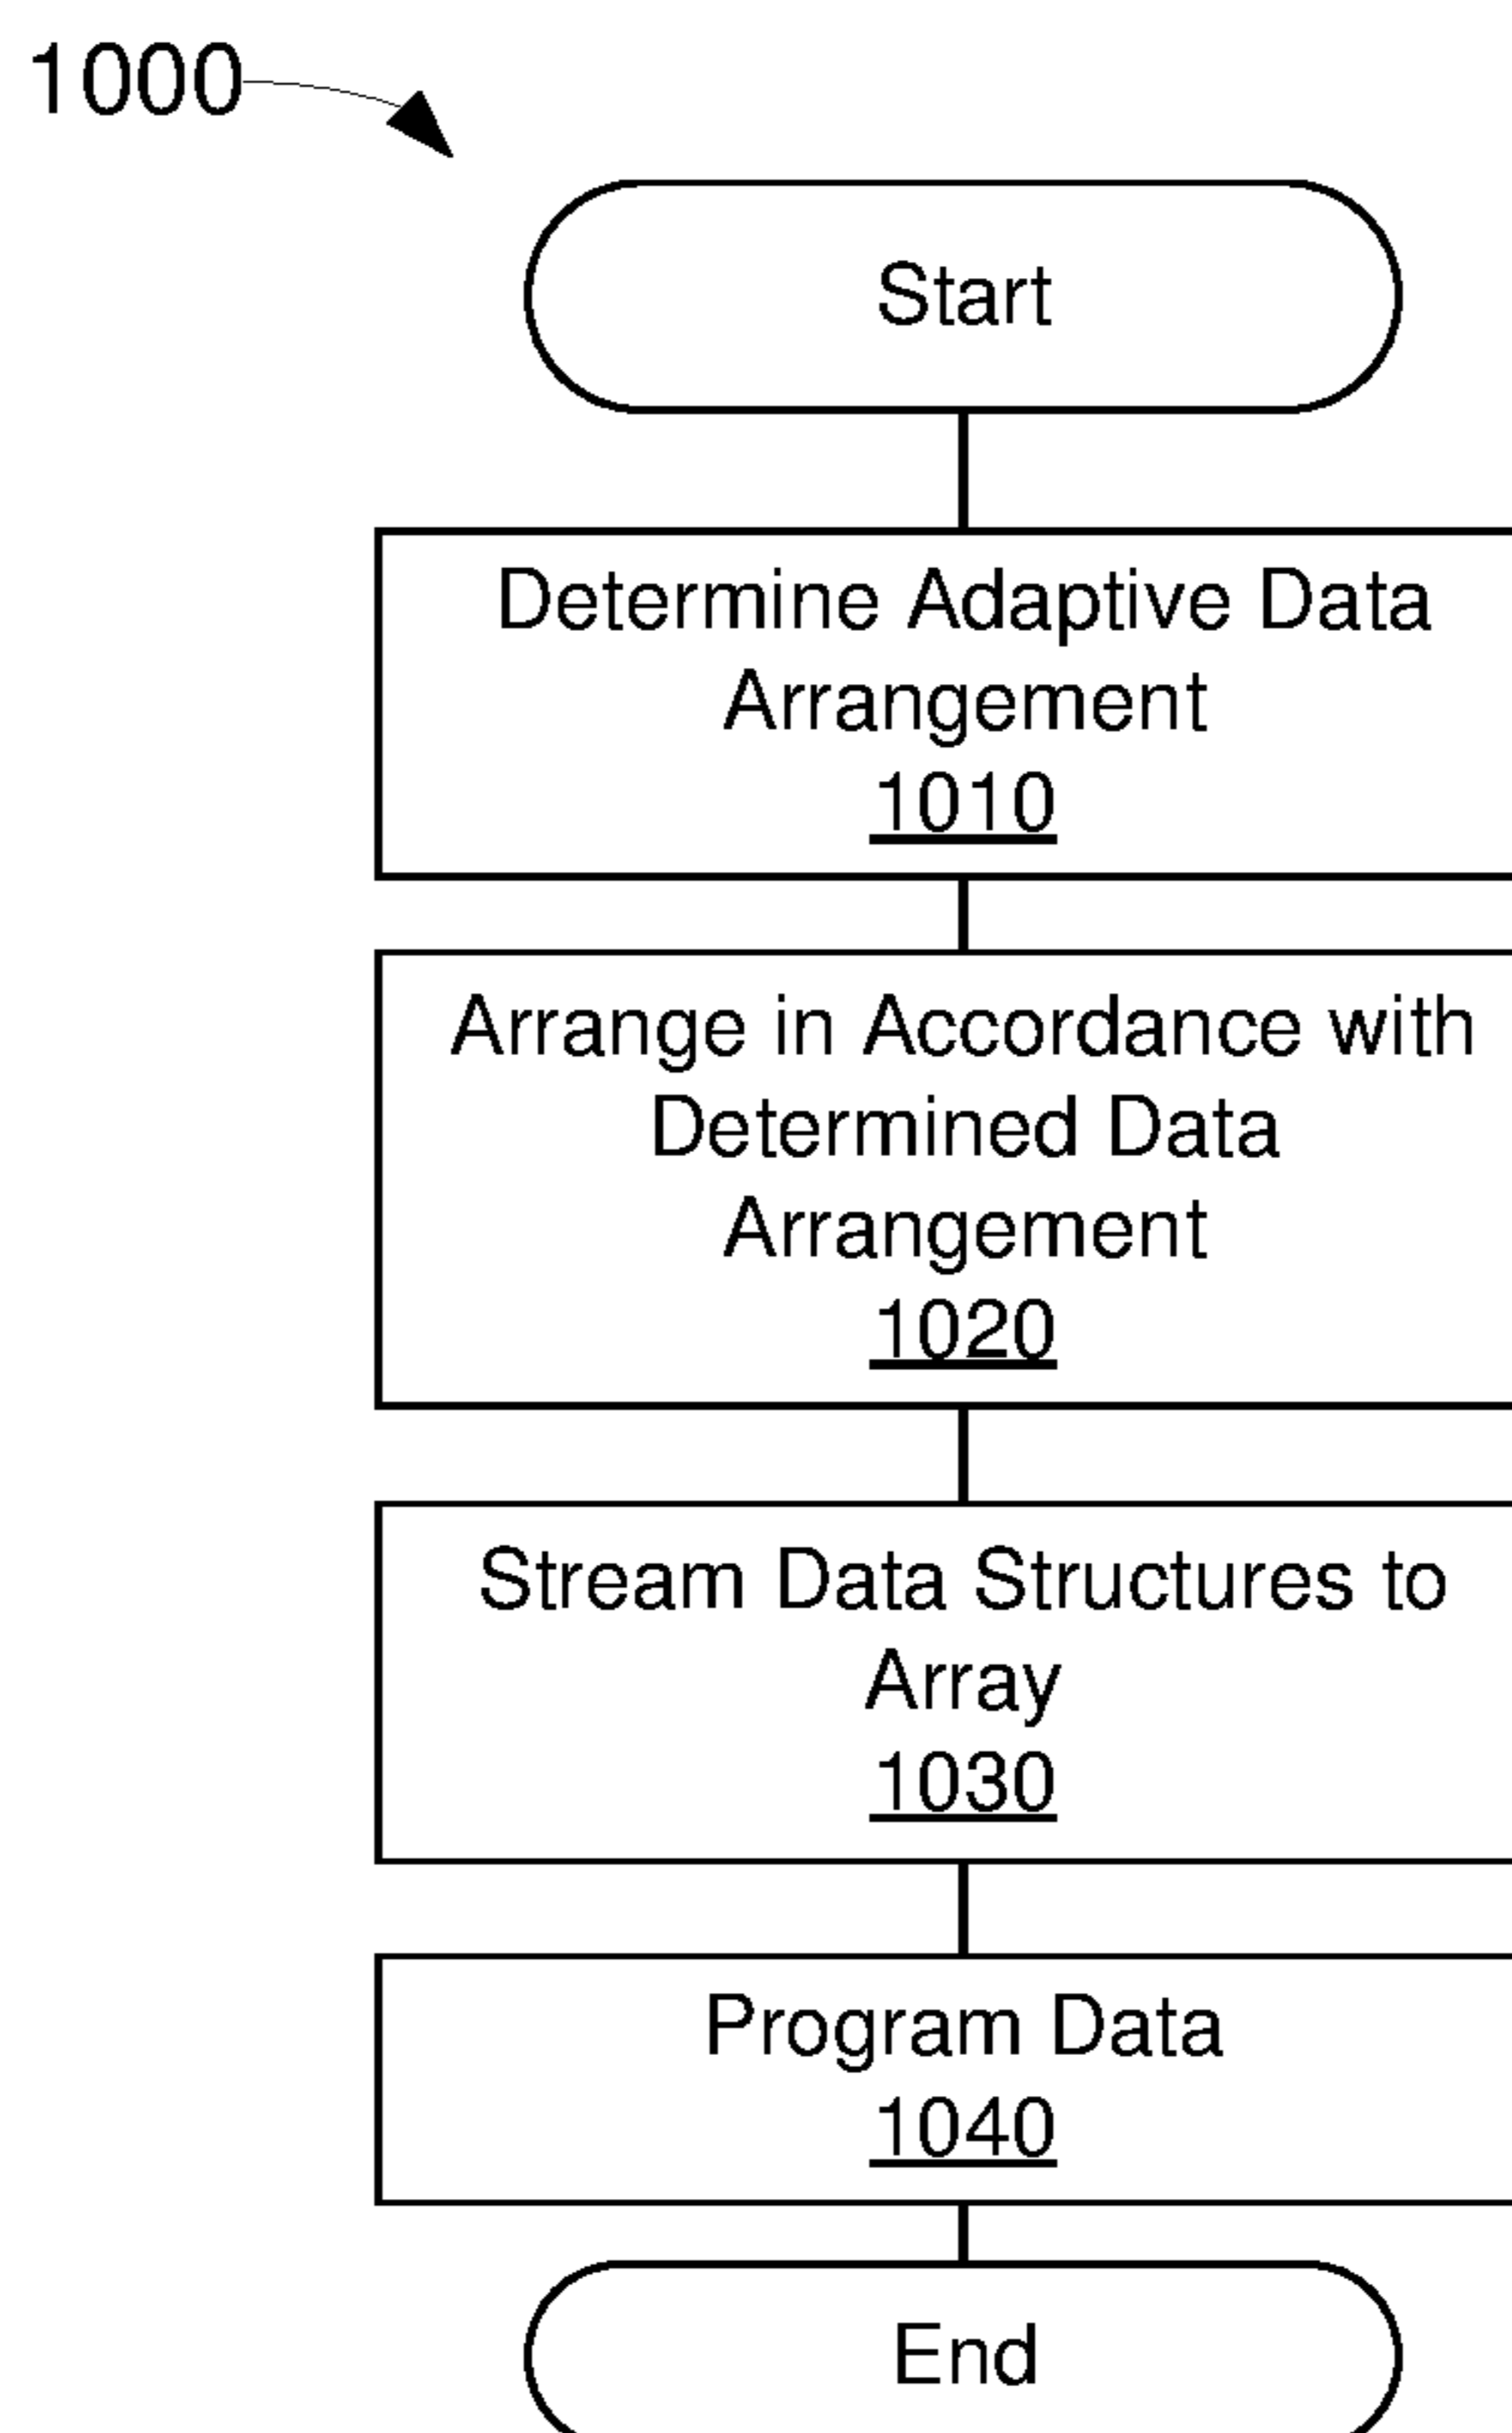 1000
Start
Determine Adaptive Data
Arrangement
1010
Arrange in Accordance with
Determined Data
Arrangement
1020
Stream Data Structures to
Array
1030
Program Data
1040
End